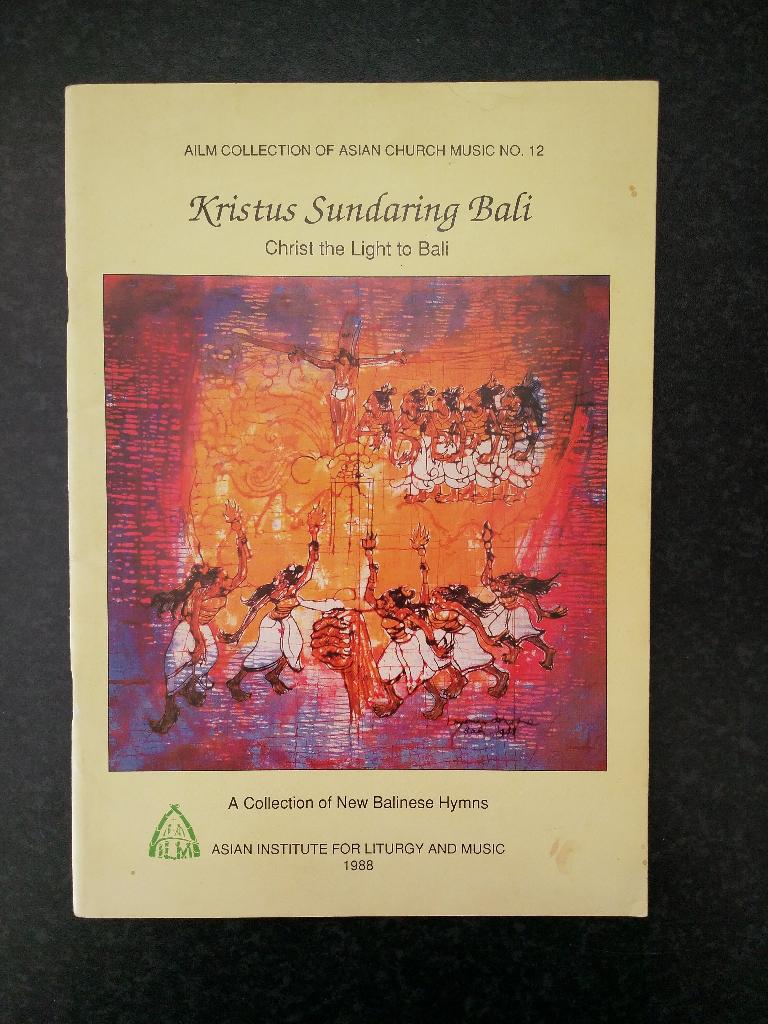 AILM COLLECTION OF ASIAN CHURCH MUSIC NO. 12
Kristus Sundaring Bali
Christ the Light to Bali
A Collection of New Balinese Hymns
AILM
ASIAN INSTITUTE FOR LITURGY AND MUSIC
1988